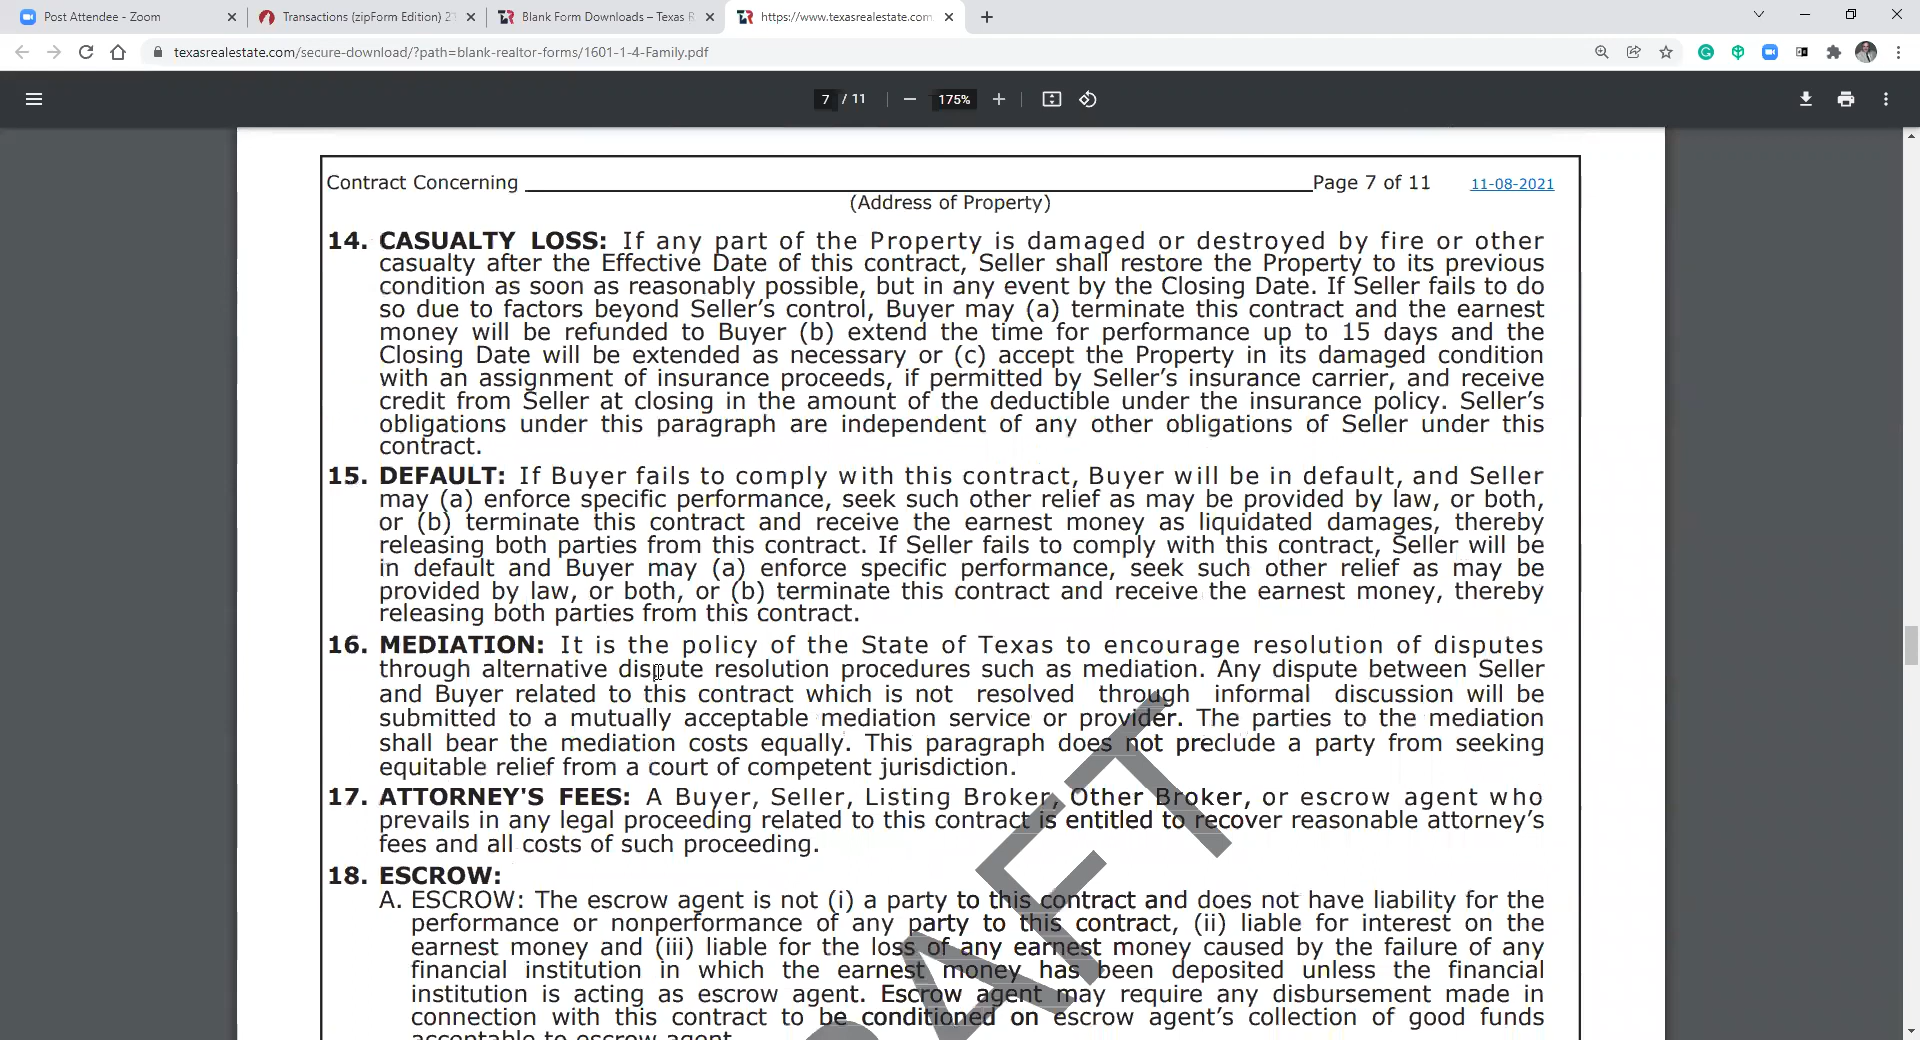 Post Attendee - Zoom
Transactions (zipForm Edition) 2
Blank Form Downloads – Texas R
https://www.texasrealestate.com
texasrealestate.com/secure-download/?path=blank-realtor-forms/1601-1-4-Family.pdf
7 / 11
175%
Contract Concerning Page 7 of 11 11-08-2021
(Address of Property)
14. CASUALTY LOSS: If any part of the Property is damaged or destroyed by fire or other
casualty after the Effective Date of this contract, Seller shall restore the Property to its previous
condition as soon as reasonably possible, but in any event by the Closing Date. If Seller fails to do
so due to factors beyond Seller's control, Buyer may (a) terminate this contract and the earnest
money will be refunded to Buyer (b) extend the time for performance up to 15 days and the
Closing Date will be extended as necessary or (c) accept the Property in its damaged condition
with an assignment of insurance proceeds, if permitted by Seller's insurance carrier, and receive
credit from Seller at closing in the amount of the deductible under the insurance policy. Seller's
obligations under this paragraph are independent of any other obligations of Seller under this
contract.
15. DEFAULT: If Buyer fails to comply with this contract, Buyer will be in default, and Seller
may (a) enforce specific performance, seek such other relief as may be provided by law, or both,
or (b) terminate this contract and receive the earnest money as liquidated damages, thereby
releasing both parties from this contract. If Seller fails to comply with this contract, Seller will be
in default and Buyer may (a) enforce specific performance, seek such other relief as may be
provided by law, or both, or (b) terminate this contract and receive the earnest money, thereby
releasing both parties from this contract.
16. MEDIATION: It is the policy of the State of Texas to encourage resolution of disputes
through alternative dispute resolution procedures such as mediation. Any dispute between Seller
and Buyer related to this contract which is not resolved through informal discussion will be
submitted to a mutually acceptable mediation service or provider. The parties to the mediation
shall bear the mediation costs equally. This paragraph does not preclude a party from seeking
equitable relief from a court of competent jurisdiction.
17. ATTORNEY'S FEES: A Buyer, Seller, Listing Broker, Other Broker, or escrow agent who
prevails in any legal proceeding related to this contract is entitled to recover reasonable attorney's
fees and all costs of such proceeding.
18. ESCROW:
A. ESCROW: The escrow agent is not (i) a party to this contract and does not have liability for the
performance or nonperformance of any party to this contract, (ii) liable for interest on the
earnest money and (iii) liable for the loss of any earnest money caused by the failure of any
financial institution in which the earnest money has been deposited unless the financial
institution is acting as escrow agent. Escrow agent may require any disbursement made in
connection with this contract to be conditioned on escrow agent's collection of good funds
acceptable to escrow agent.
RAFT